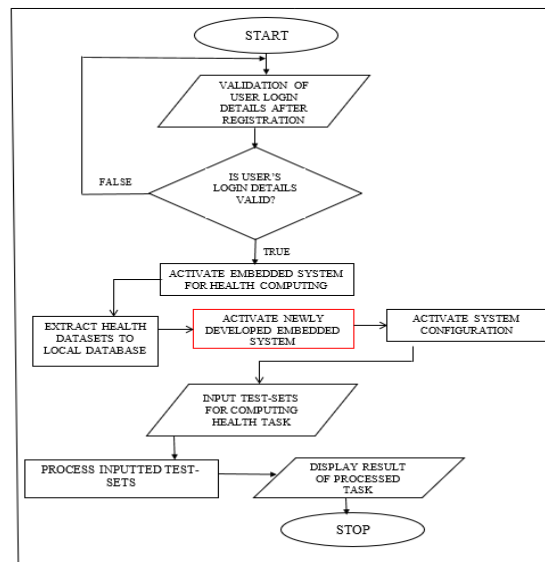 START
VALIDATION OF
USER LOGIN
DETAILS AFTER
REGISTRATION
IS USER'S
LOGIN DETAILS
VALID?
FALSE
TRUE
ACTIVATE EMBEDDED SYSTEM
FOR HEALTH COMPUTING
EXTRACT HEALTH
DATASETS TO
LOCAL DATABASE
ACTIVATE NEWLY
DEVELOPED EMBEDDED
SYSTEM
ACTIVATE SYSTEM
CONFIGURATION
INPUT TEST-SETS
FOR COMPUTING
HEALTH TASK
PROCESS INPUTTED TEST-
SETS
DISPLAY RESULT
OF PROCESSED
TASK
STOP